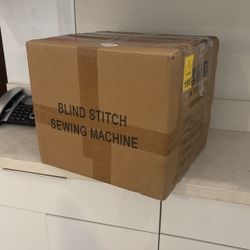 BLIND STITCH
SEWING MACHINE